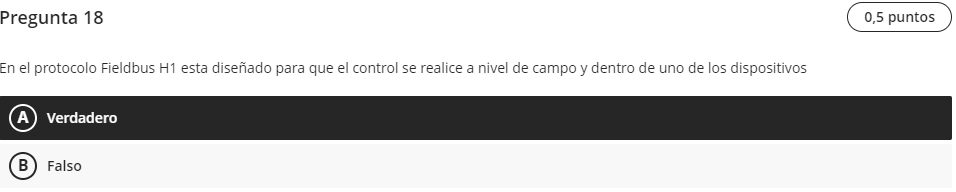 Pregunta 18
0,5 puntos
En el protocolo Fieldbus H1 esta diseñado para que el control se realice a nivel de campo y dentro de uno de los dispositivos
A Verdadero
B Falso